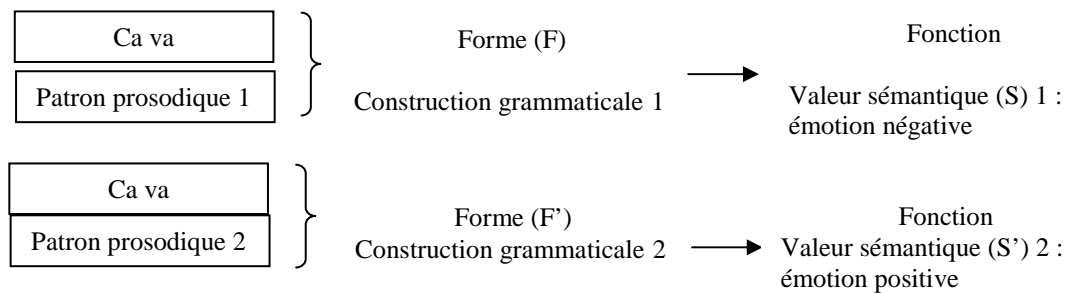 Ca va
Patron prosodique 1
Forme (F)
Construction grammaticale 1
Fonction
Valeur sémantique (S) 1 :
émotion négative
Ca va
Patron prosodique 2
Forme (F’)
Construction grammaticale 2
Fonction
Valeur sémantique (S’) 2 :
émotion positive